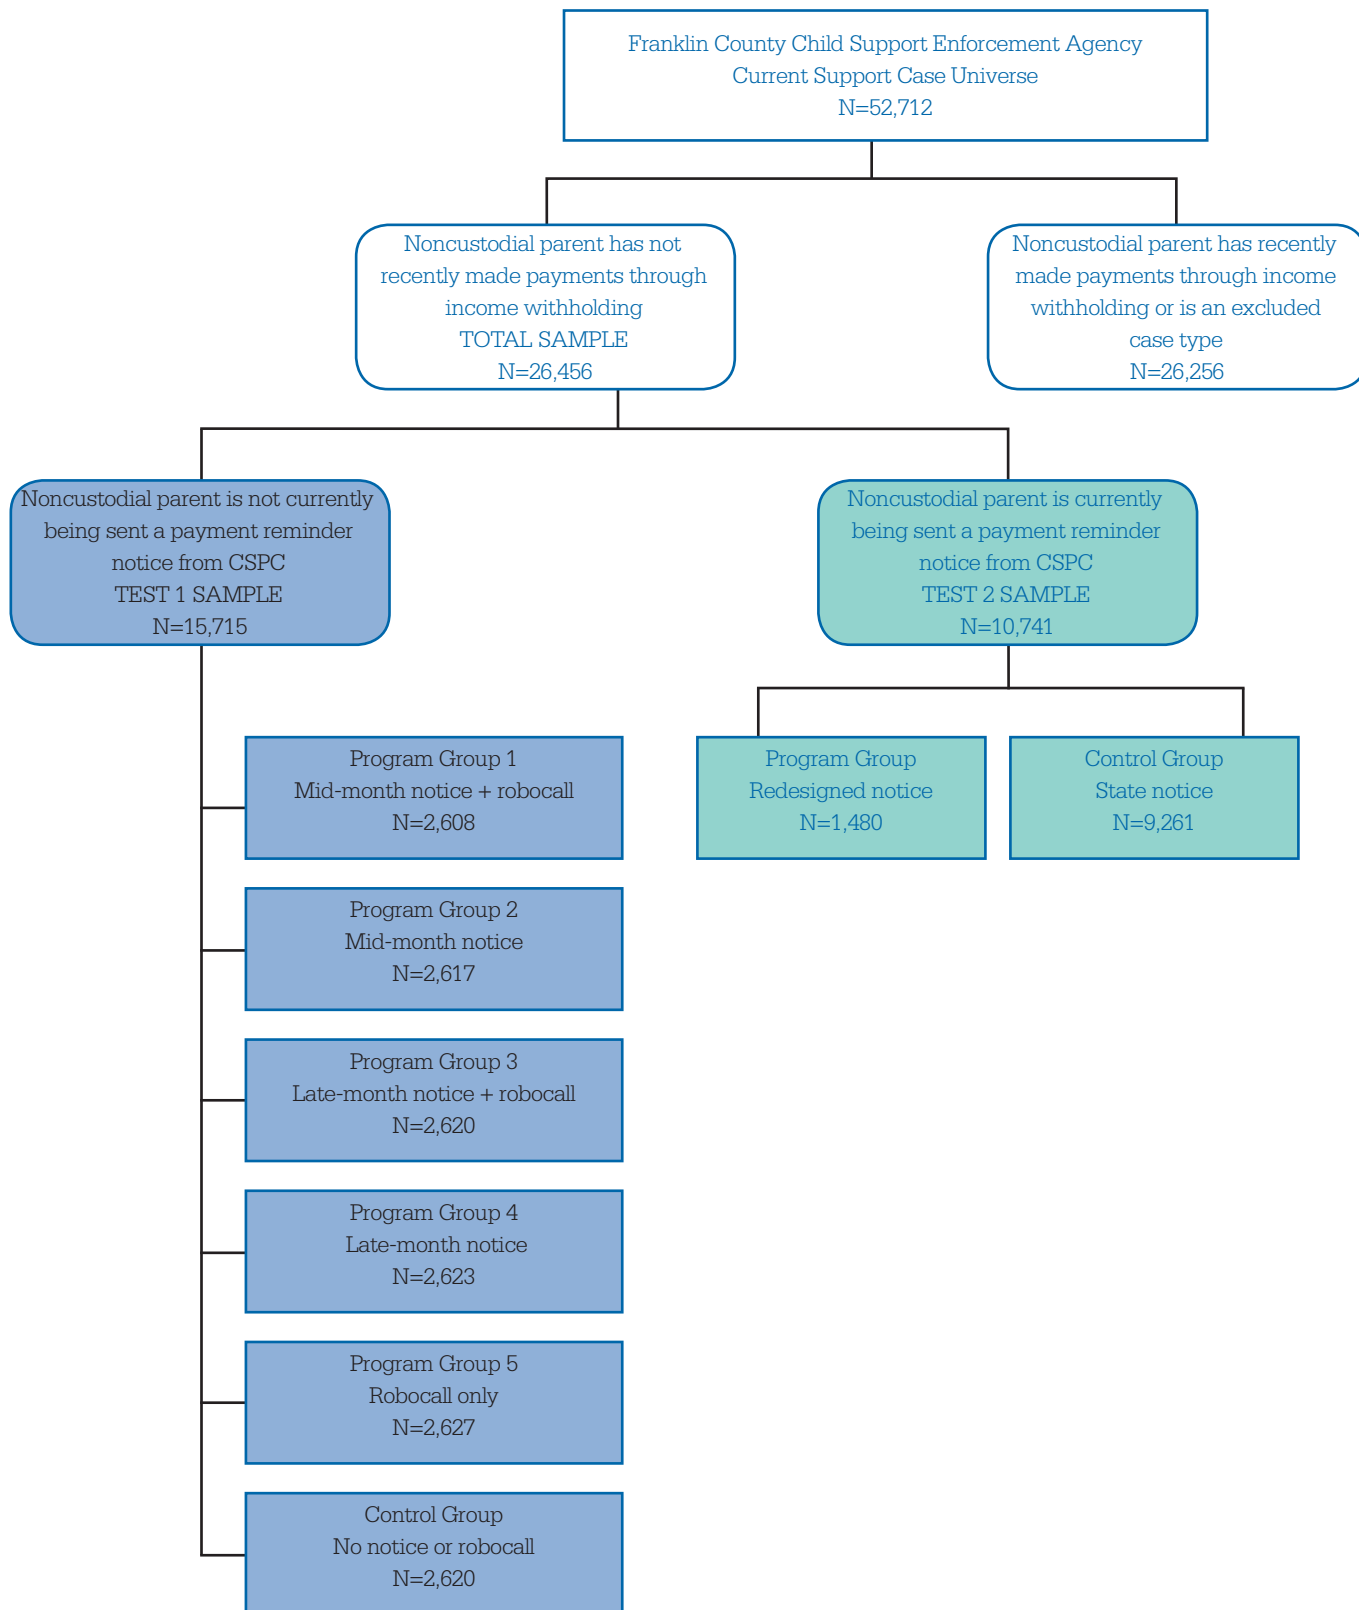 Franklin County Child Support Enforcement Agency
Current Support Case Universe
N=52,712
Noncustodial parent has not
recently made payments through
income withholding
TOTAL SAMPLE
N=26,456
Noncustodial parent has recently
made payments through income
withholding or is an excluded
case type
N=26,256
Noncustodial parent is not currently
being sent a payment reminder
notice from CSPC
TEST 1 SAMPLE
N=15,715
Noncustodial parent is currently
being sent a payment reminder
notice from CSPC
TEST 2 SAMPLE
N=10,741
Program Group 1
Mid-month notice + robocall
N=2,608
Program Group
Redesigned notice
N=1,480
Control Group
State notice
N=9,261
Program Group 2
Mid-month notice
N=2,617
Program Group 3
Late-month notice + robocall
N=2,620
Program Group 4
Late-month notice
N=2,623
Program Group 5
Robocall only
N=2,627
Control Group
No notice or robocall
N=2,620